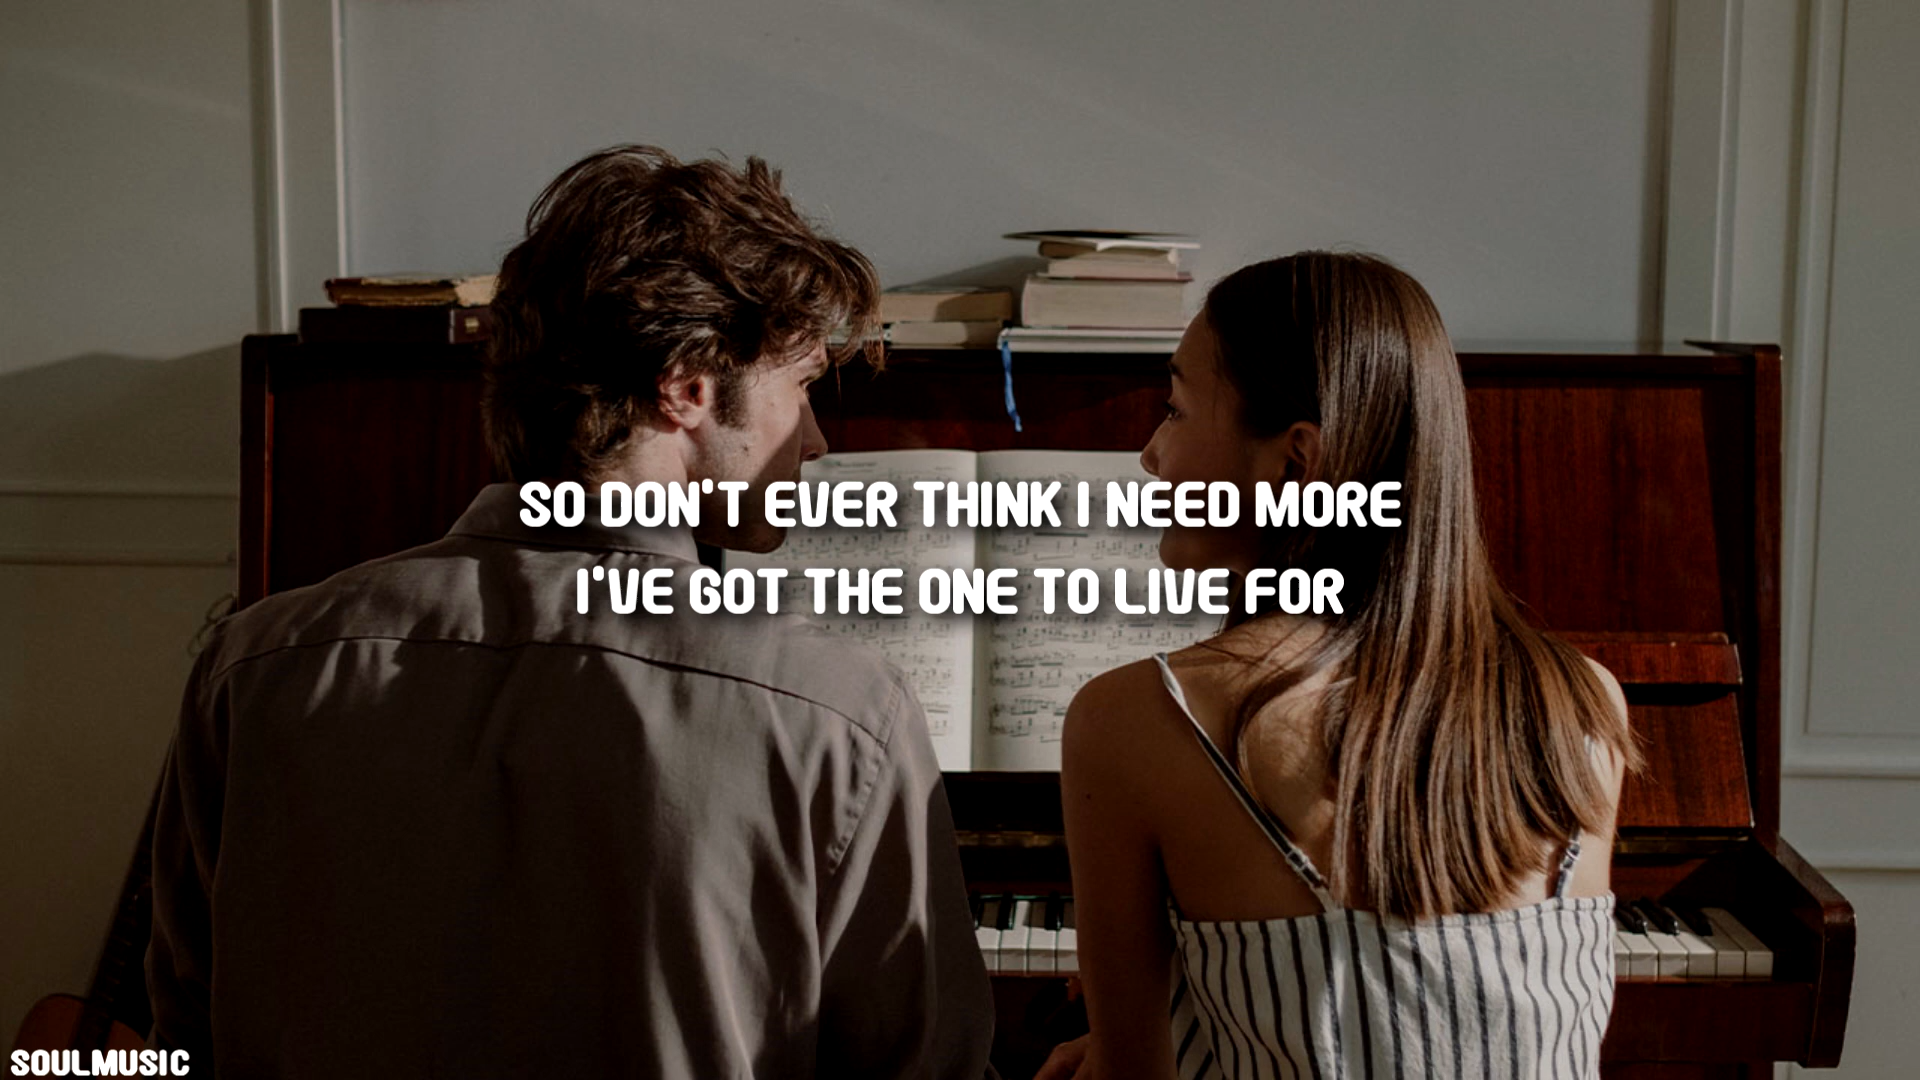 SO DON'T EVER THINK I NEED MORE
I'VE GOT THE ONE TO LIVE FOR
SOULMUSIC